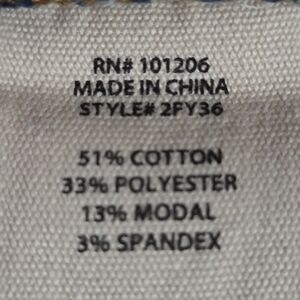 RN# 101206
MADE IN CHINA
STYLE# 2FY36
51% COTTON
33% POLYESTER
13% MODAL
3% SPANDEX